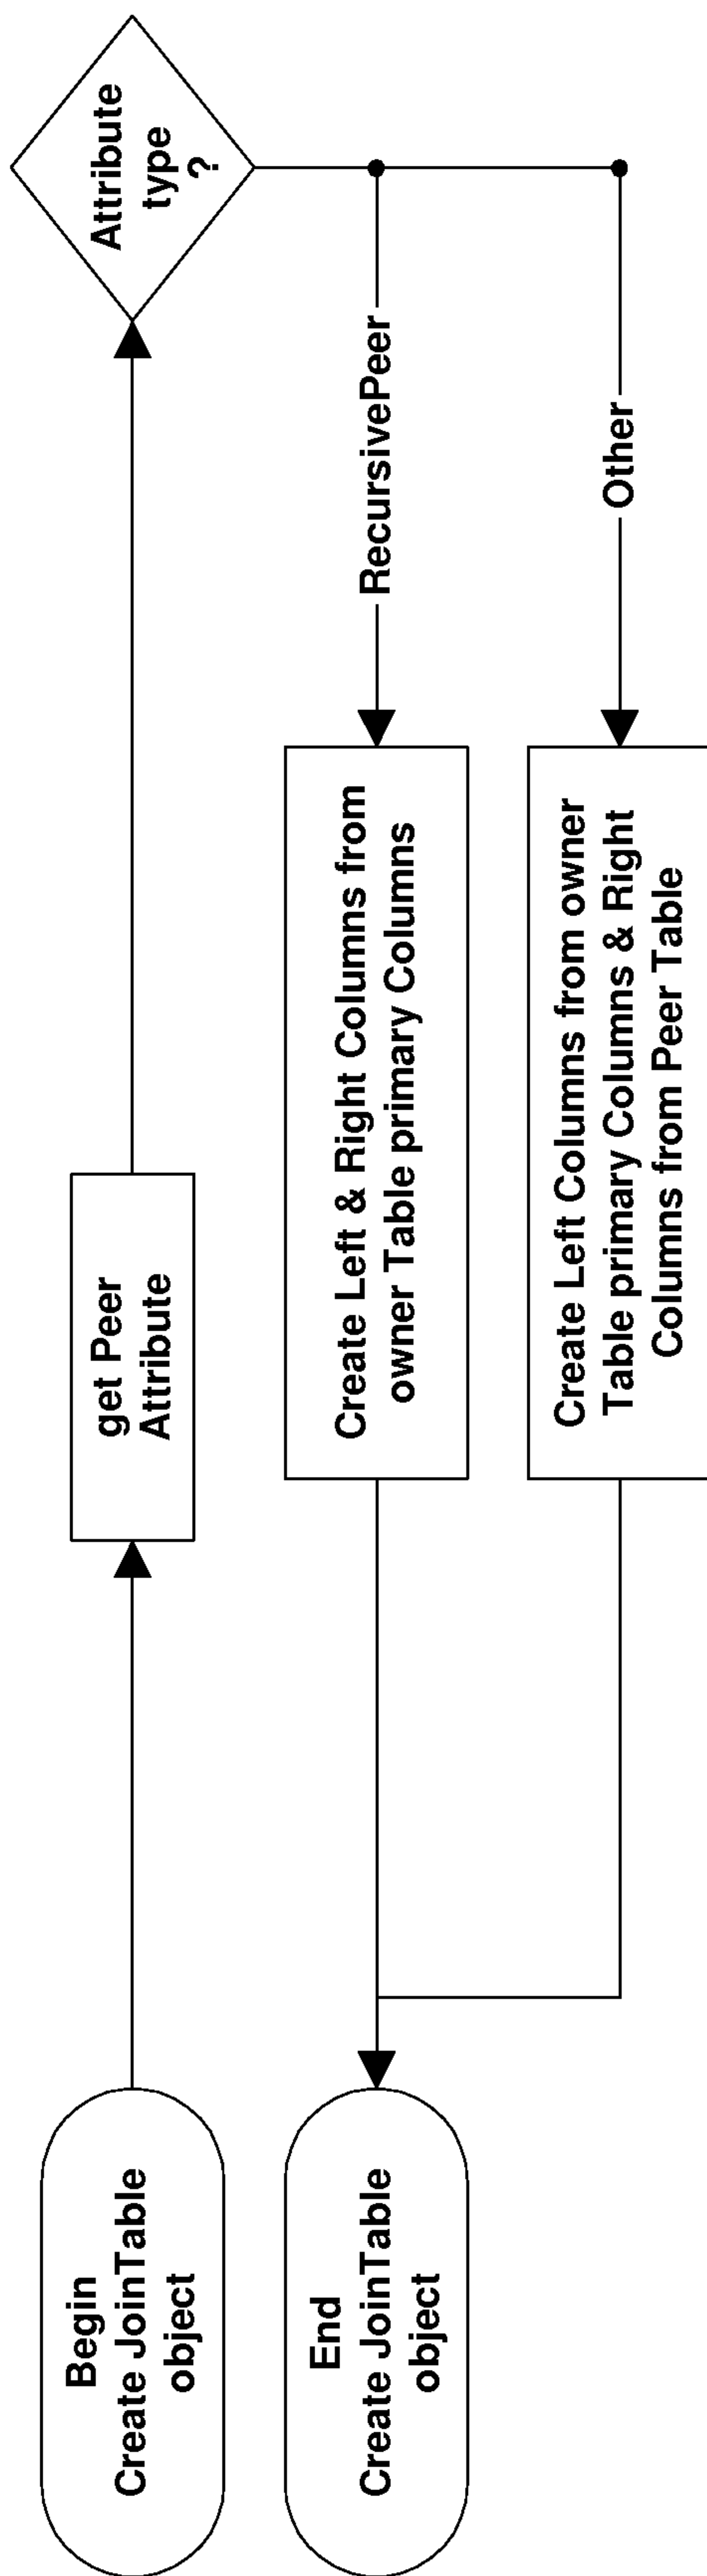 Begin
Create JoinTable
object
get Peer
Attribute
Attribute
type
?
End
Create JoinTable
object
Create Left & Right Columns from
owner Table primary Columns
RecursivePeer
Create Left Columns from owner
Table primary Columns & Right
Columns from Peer Table
Other